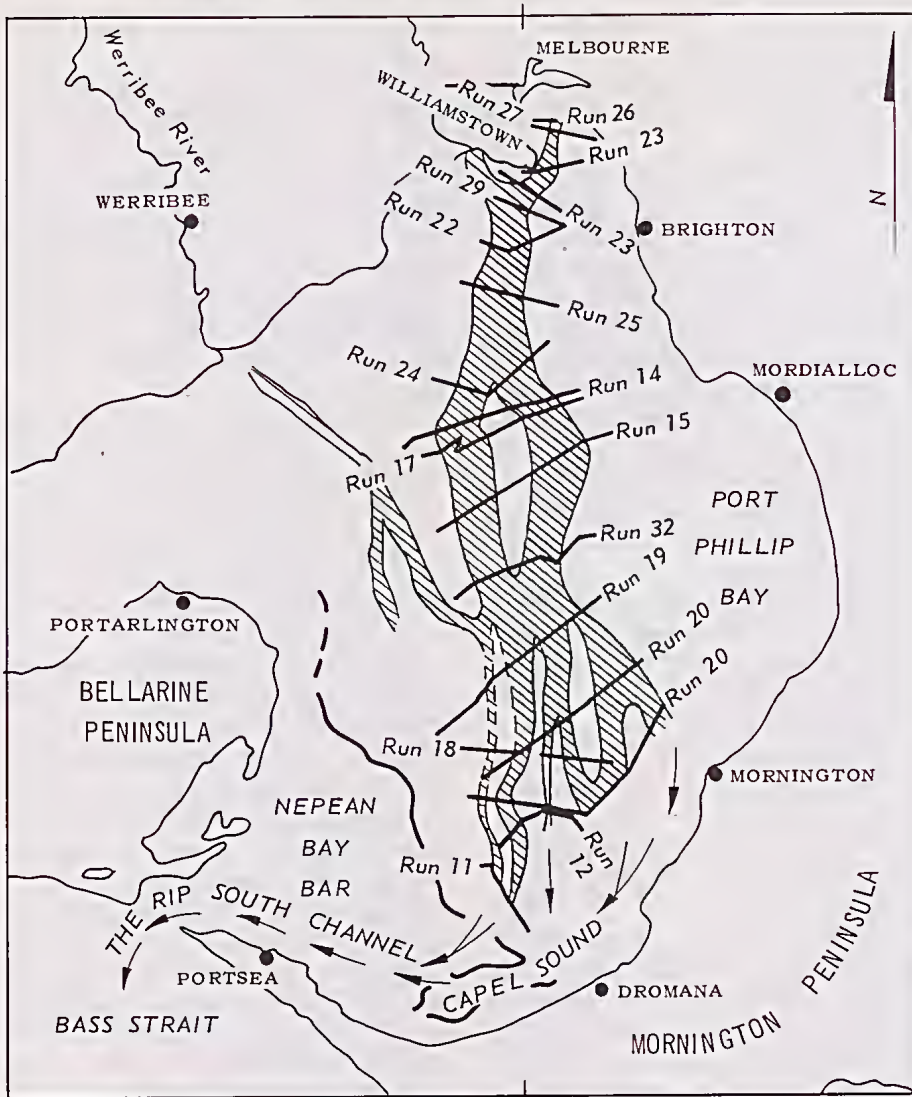 MELBOURNE
Werribee River
WILLIAMSTOWN
Run 27
Run 26
Run 23
Run 29
WERRIBEE
Run 22
Run 23
BRIGHTON
N
Run 25
Run 24
Run 14
MORDIALLOC
Run 15
Run 17
PORT
PHILLIP
BAY
Run 32
Run 19
PORTARLINGTON
Run 20
Run 20
BELLARINE
PENINSULA
Run 18
MORNINGTON
NEPEAN
BAY
BAR
Run 11
Run
12
THE RIP SOUTH CHANNEL
CAPEL SOUND
PORTSEA
DROMANA
BASS STRAIT
MORNINGTON PENINSULA